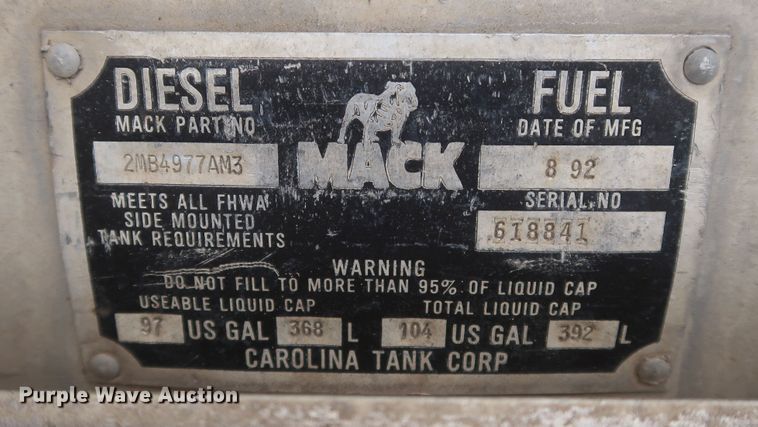 DIESEL FUEL
MACK PART NO DATE OF MFG
2MB4977AM3 MACK 8 92
MEETS ALL FHWA SERIAL NO
SIDE MOUNTED
TANK REQUIREMENTS 618841
WARNING
DO NOT FILL TO MORE THAN 95% OF LIQUID CAP
USEABLE LIQUID CAP TOTAL LIQUID CAP
97 US GAL 368 L 104 US GAL 392 L
CAROLINA TANK CORP
Purple Wave Auction